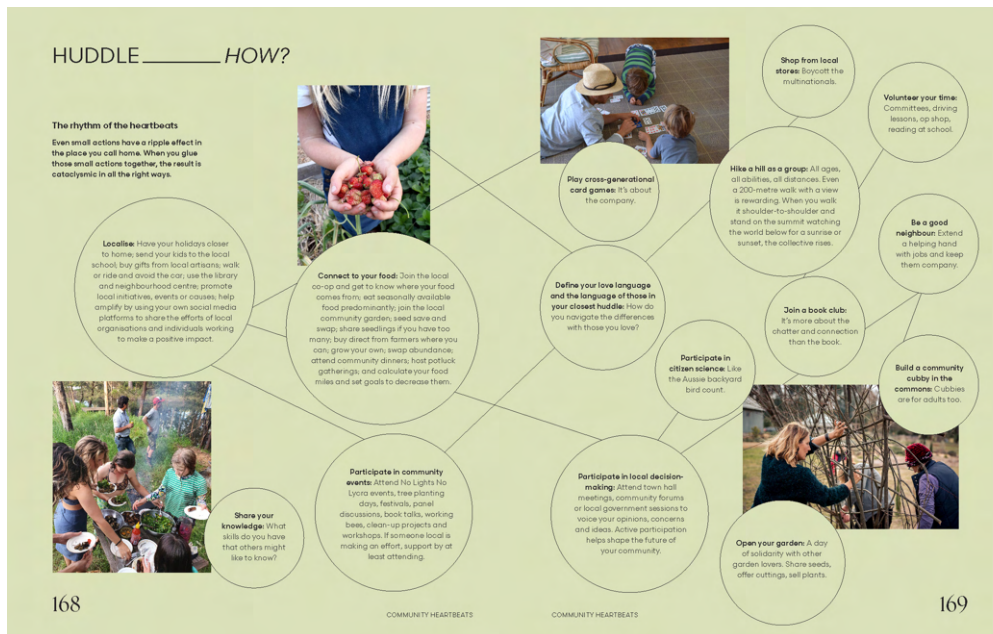 HUDDLE______HOW?
The rhythm of the heartbeats
Even small actions have a ripple effect in
the place you call home. When you glue
those small actions together, the result is
cataclysmic in all the right ways.
Localise: Have your holidays closer
to home; send your kids to the local
school; buy gifts from local artisans; walk
or ride and avoid the car; use the library
and neighbourhood centre; promote
local initiatives, events or causes; help
amplify by using your own social media
platforms to share the efforts of local
organisations and individuals working
to make a positive impact.
Connect to your food: Join the local
co-op and get to know where your food
comes from; eat seasonally available
food predominantly; join the local
community garden; seed save and
swap; share seedlings if you have too
many; buy direct from farmers where you
can; grow your own; swap abundance;
attend community dinners; host potluck
gatherings; and calculate your food
miles and set goals to decrease them.
Share your
knowledge: What
skills do you have
that others might
like to know?
Participate in community
events: Attend No Lights No
Lycra events, tree planting
days, festivals, panel
discussions, book talks, working
bees, clean-up projects and
workshops. If someone local is
making an effort, support by at
least attending.
168
COMMUNITY HEARTBEATS
Shop from local
stores: Boycott the
multinationals.
Volunteer your time:
Committees, driving
lessons, op shop,
reading at school.
Play cross-generational
card games: It's about
the company.
Hike a hill as a group: All ages,
all abilities, all distances. Even
a 200-metre walk with a view
is rewarding. When you walk
it shoulder-to-shoulder and
stand on the summit watching
the world below for a sunrise or
sunset, the collective rises.
Be a good
neighbour: Extend
a helping hand
with jobs and keep
them company.
Define your love language
and the language of those in
your closest huddle: How do
you navigate the differences
with those you love?
Join a book club:
It's more about the
chatter and connection
than the book.
Participate in
citizen science: Like
the Aussie backyard
bird count.
Build a community
cubby in the
commons: Cubbies
are for adults too.
Participate in local decision-
making: Attend town hall
meetings, community forums
or local government sessions to
voice your opinions, concerns
and ideas. Active participation
helps shape the future of
your community.
Open your garden: A day
of solidarity with other
garden lovers. Share seeds,
offer cuttings, sell plants.
COMMUNITY HEARTBEATS
169